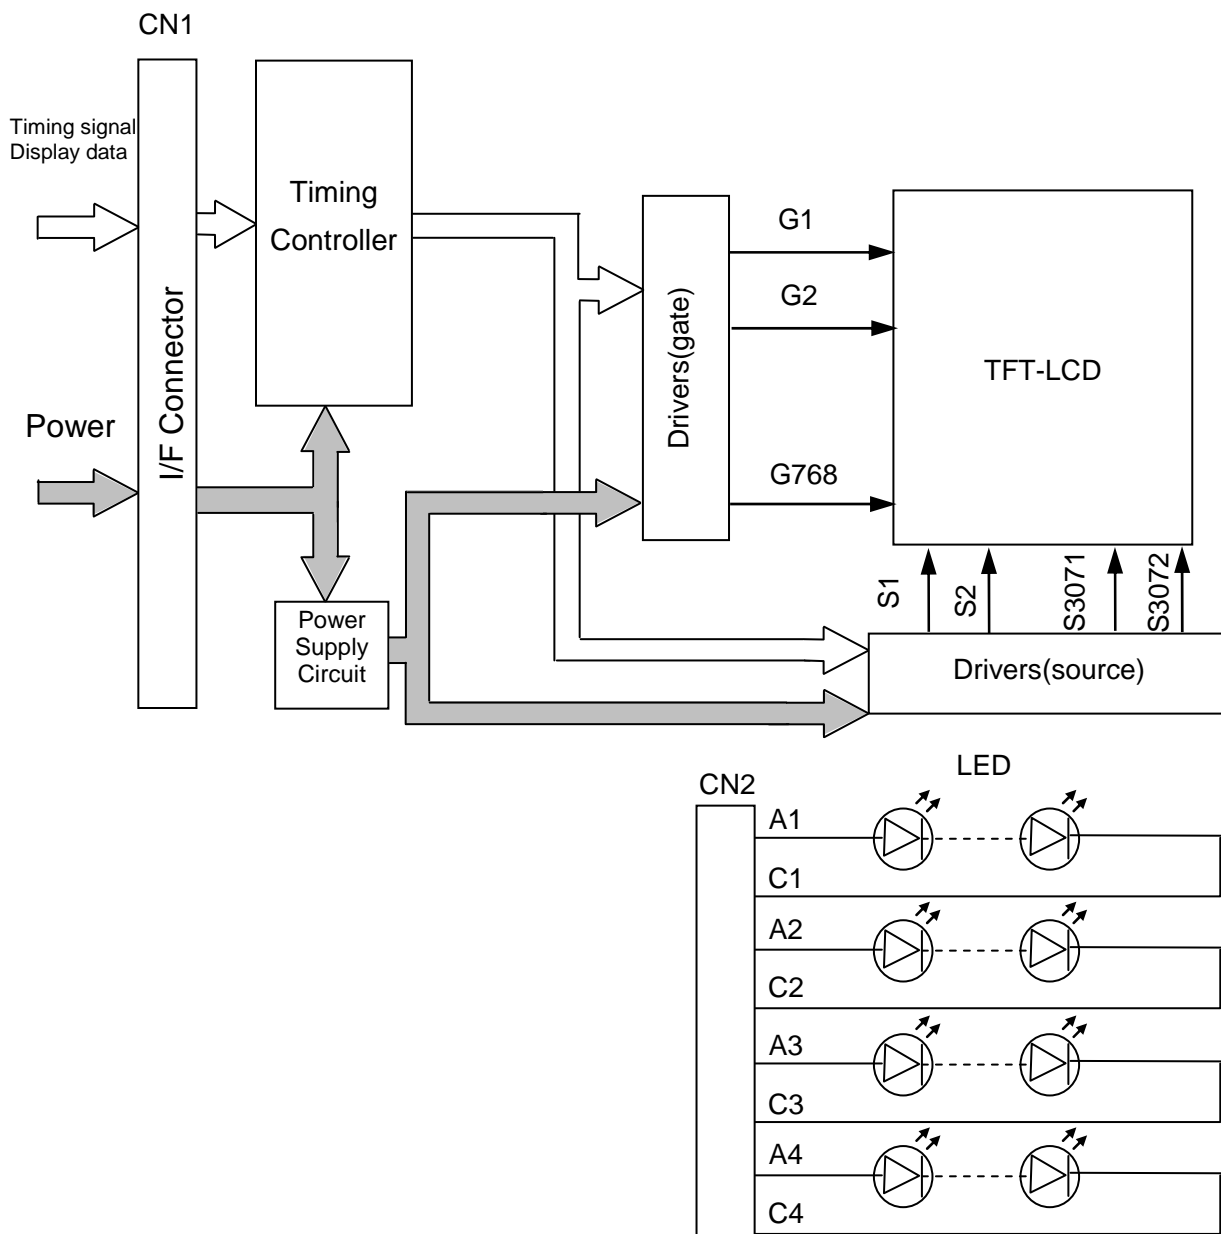 CN1
Timing signal
Display data
Power
I/F Connector
Timing
Controller
Power
Supply
Circuit
Drivers(gate)
G1
G2
G768
TFT-LCD
S1
S2
S3071
S3072
Drivers(source)
LED
CN2
A1
C1
A2
C2
A3
C3
A4
C4